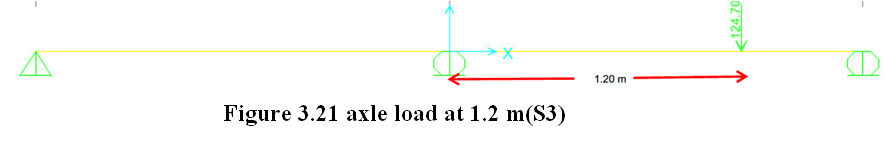 124.70
X
1.20 m
Figure 3.21 axle load at 1.2 m(S3)